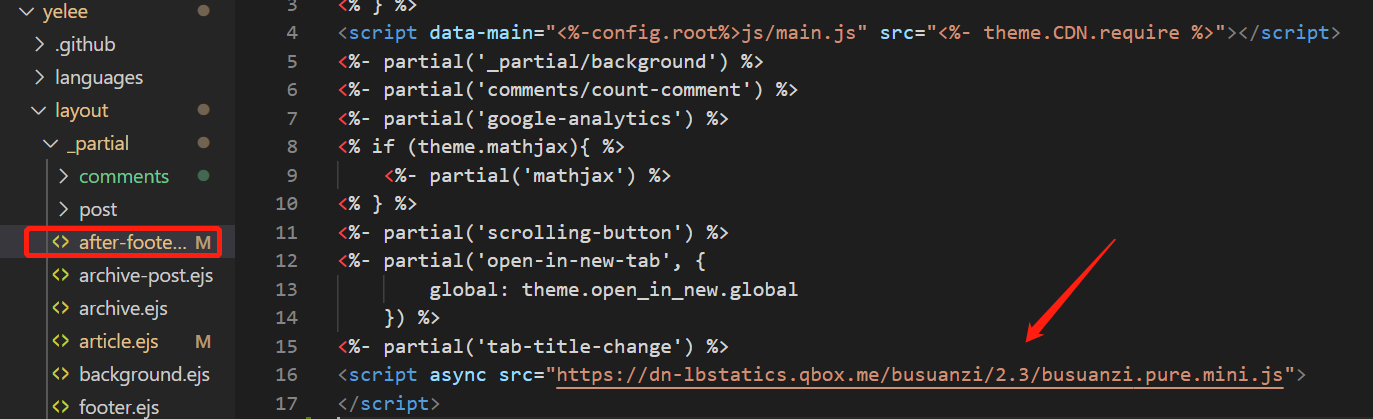 yelee
.github
languages
layout
_partial
comments
post
after-foote... M
archive-post.ejs
archive.ejs
article.ejs M
background.ejs
footer.ejs
3 <% } %>
4 <script data-main="<%-config.root%>js/main.js" src="<%- theme.CDN.require %>"></script>
5 <%- partial('_partial/background') %>
6 <%- partial('comments/count-comment') %>
7 <%- partial('google-analytics') %>
8 <% if (theme.mathjax){ %>
9 <%- partial('mathjax') %>
10 <% } %>
11 <%- partial('scrolling-button') %>
12 <%- partial('open-in-new-tab', {
13 global: theme.open_in_new.global
14 }) %>
15 <%- partial('tab-title-change') %>
16 <script async src="https://dn-lbstatics.qbox.me/busuanzi/2.3/busuanzi.pure.mini.js">
17 </script>